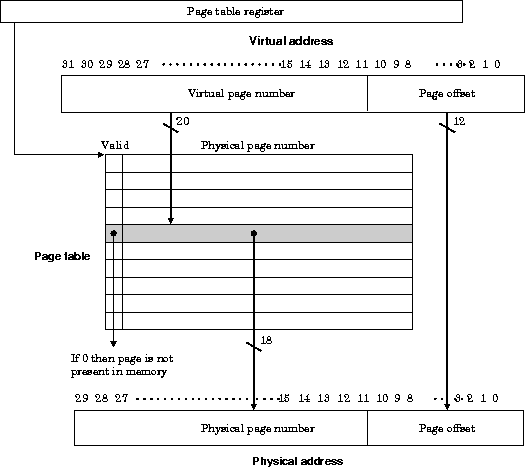 Page table register
Virtual address
31 30 29 28 27 15 14 13 12 11 10 9 8 3 2 1 0
Virtual page number Page offset
20 12
Valid Physical page number
Page table
18
If 0 then page is not
present in memory
29 28 27 15 14 13 12 11 10 9 8 3 2 1 0
Physical page number Page offset
Physical address